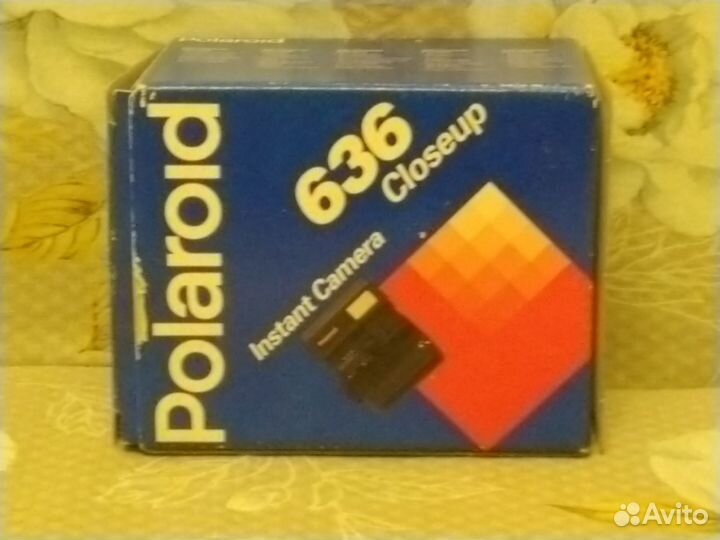 Polaroid
Polaroid
636
Closeup
Instant Camera
Avito